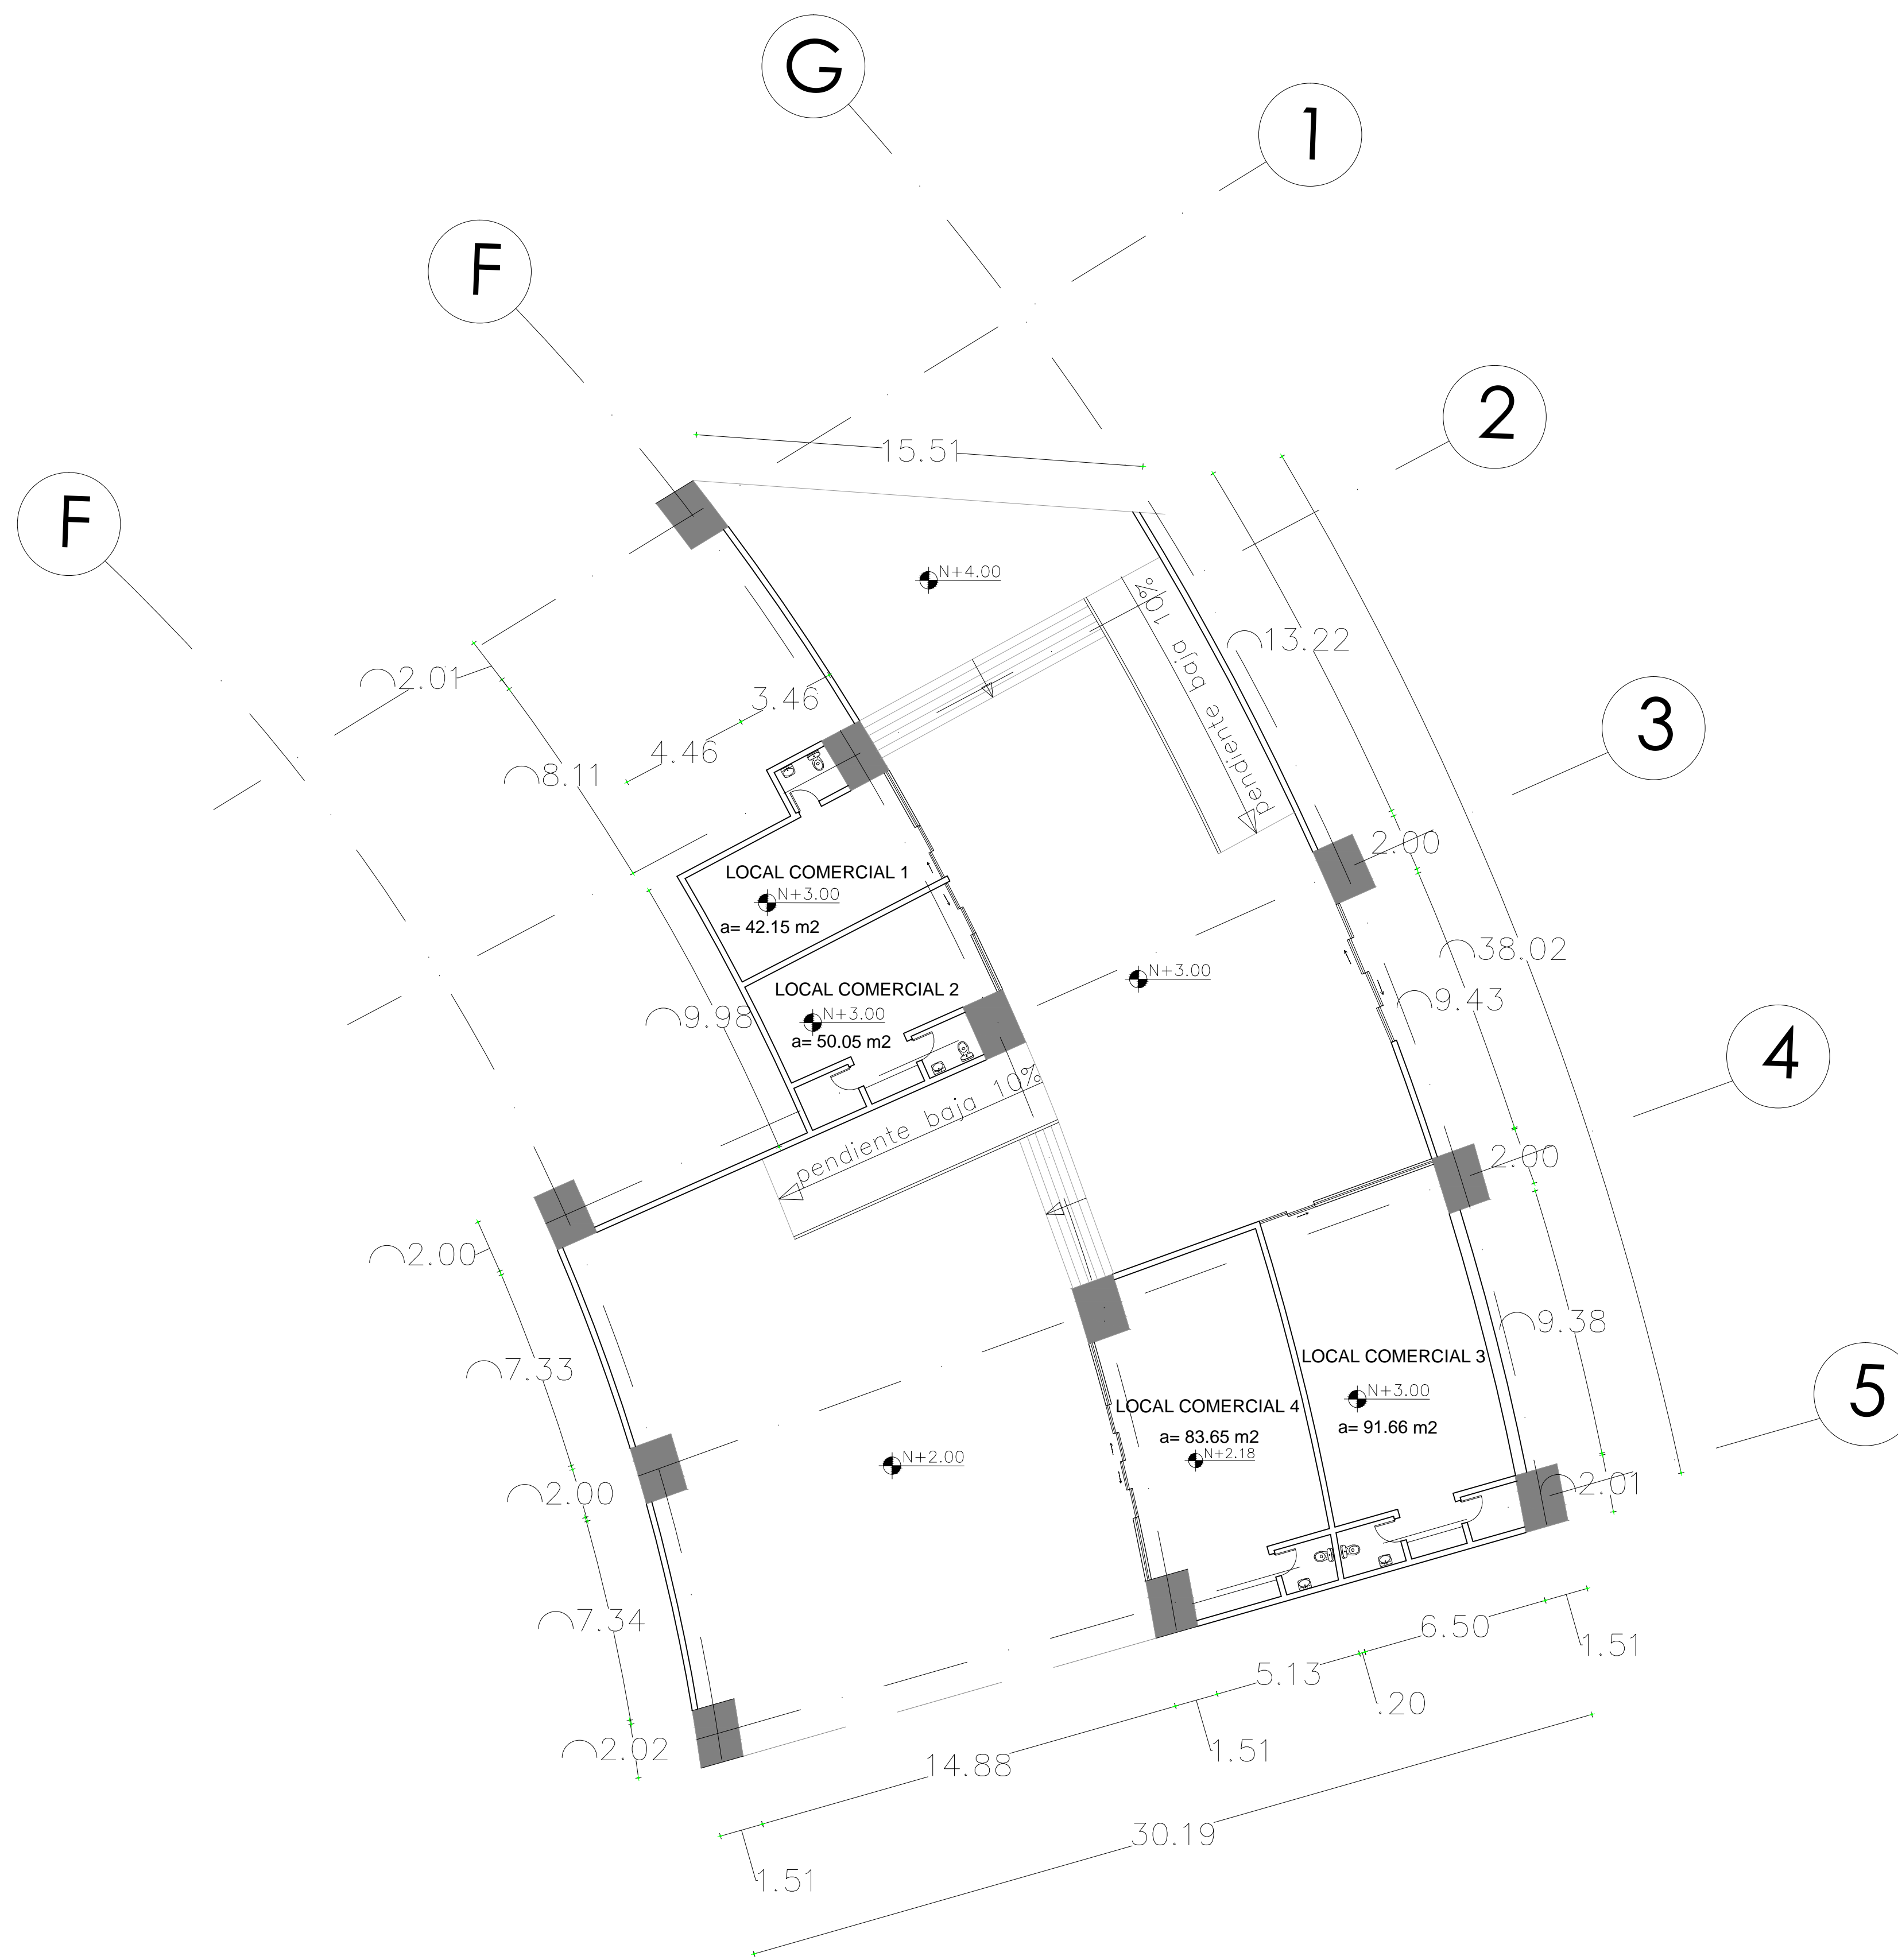 G
1
F
2
15.51
F
N+4.00
pendiente baja 10%
13.22
2.01
3.46
3
4.46
8.11
2.00
LOCAL COMERCIAL 1
N+3.00
a= 42.15 m2
38.02
N+3.00
LOCAL COMERCIAL 2
9.43
9.98
N+3.00
a= 50.05 m2
4
pendiente baja 10%
2.00
2.00
9.38
7.33
LOCAL COMERCIAL 3
N+3.00
a= 91.66 m2
5
LOCAL COMERCIAL 4
a= 83.65 m2
N+2.18
N+2.00
2.00
2.01
7.34
6.50
1.51
5.13
.20
2.02
1.51
14.88
30.19
1.51